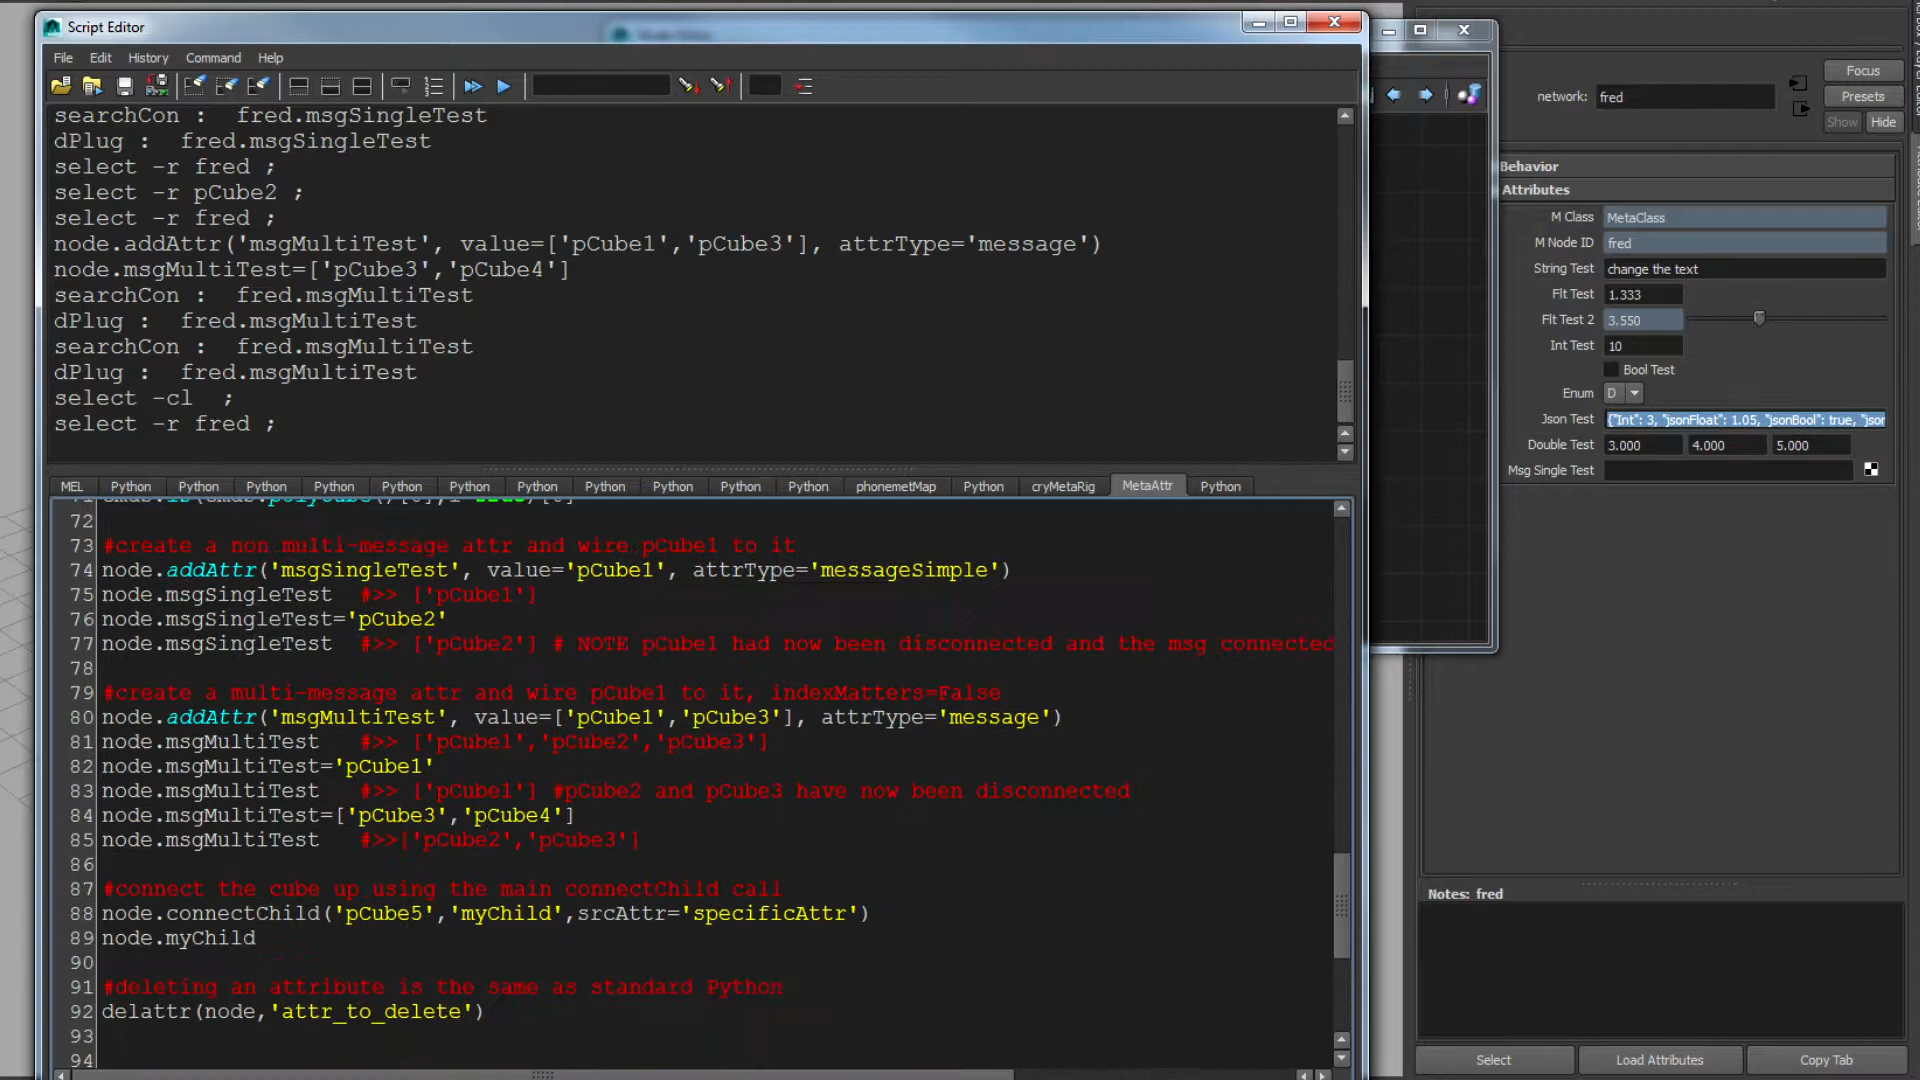 Script Editor
File Edit History Command Help
searchCon :  fred.msgSingleTest
dPlug :  fred.msgSingleTest
select -r fred ;
select -r pCube2 ;
select -r fred ;
node.addAttr('msgMultiTest', value=['pCube1','pCube3'], attrType='message')
node.msgMultiTest=['pCube3','pCube4']
searchCon :  fred.msgMultiTest
dPlug :  fred.msgMultiTest
searchCon :  fred.msgMultiTest
dPlug :  fred.msgMultiTest
select -cl  ;
select -r fred ;
MEL Python Python Python Python Python Python Python Python Python Python Python phonemetMap Python cryMetaRig MetaAttr Python
72
73 #create a non multi-message attr and wire pCube1 to it
74 node.addAttr('msgSingleTest', value='pCube1', attrType='messageSimple')
75 node.msgSingleTest  #>> ['pCube1']
76 node.msgSingleTest='pCube2'
77 node.msgSingleTest  #>> ['pCube2'] # NOTE pCube1 had now been disconnected and the msg connected
78
79 #create a multi-message attr and wire pCube1 to it, indexMatters=False
80 node.addAttr('msgMultiTest', value=['pCube1','pCube3'], attrType='message')
81 node.msgMultiTest   #>> ['pCube1','pCube2','pCube3']
82 node.msgMultiTest='pCube1'
83 node.msgMultiTest   #>> ['pCube1'] #pCube2 and pCube3 have now been disconnected
84 node.msgMultiTest=['pCube3','pCube4']
85 node.msgMultiTest   #>>['pCube2','pCube3']
86
87 #connect the cube up using the main connectChild call
88 node.connectChild('pCube5','myChild',srcAttr='specificAttr')
89 node.myChild
90
91 #deleting an attribute is the same as standard Python
92 delattr(node,'attr_to_delete')
93
94
network: fred
Focus
Presets
Show Hide
Behavior
Attributes
M Class MetaClass
M Node ID fred
String Test change the text
Flt Test 1.333
Flt Test 2 3.550
Int Test 10
Bool Test
Enum D
Json Test {"Int": 3, "jsonFloat": 1.05, "jsonBool": true, "jsor
Double Test 3.000 4.000 5.000
Msg Single Test
Notes: fred
Select Load Attributes Copy Tab